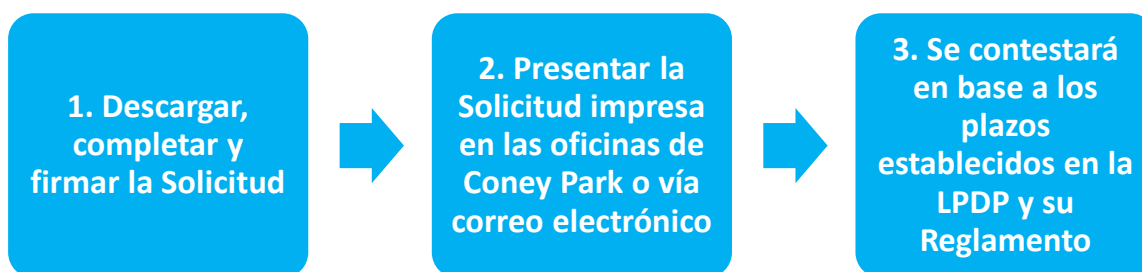 1. Descargar,
completar y
firmar la Solicitud
2. Presentar la
Solicitud impresa
en las oficinas de
Coney Park o vía
correo electrónico
3. Se contestará
en base a los
plazos
establecidos en la
LPDP y su
Reglamento